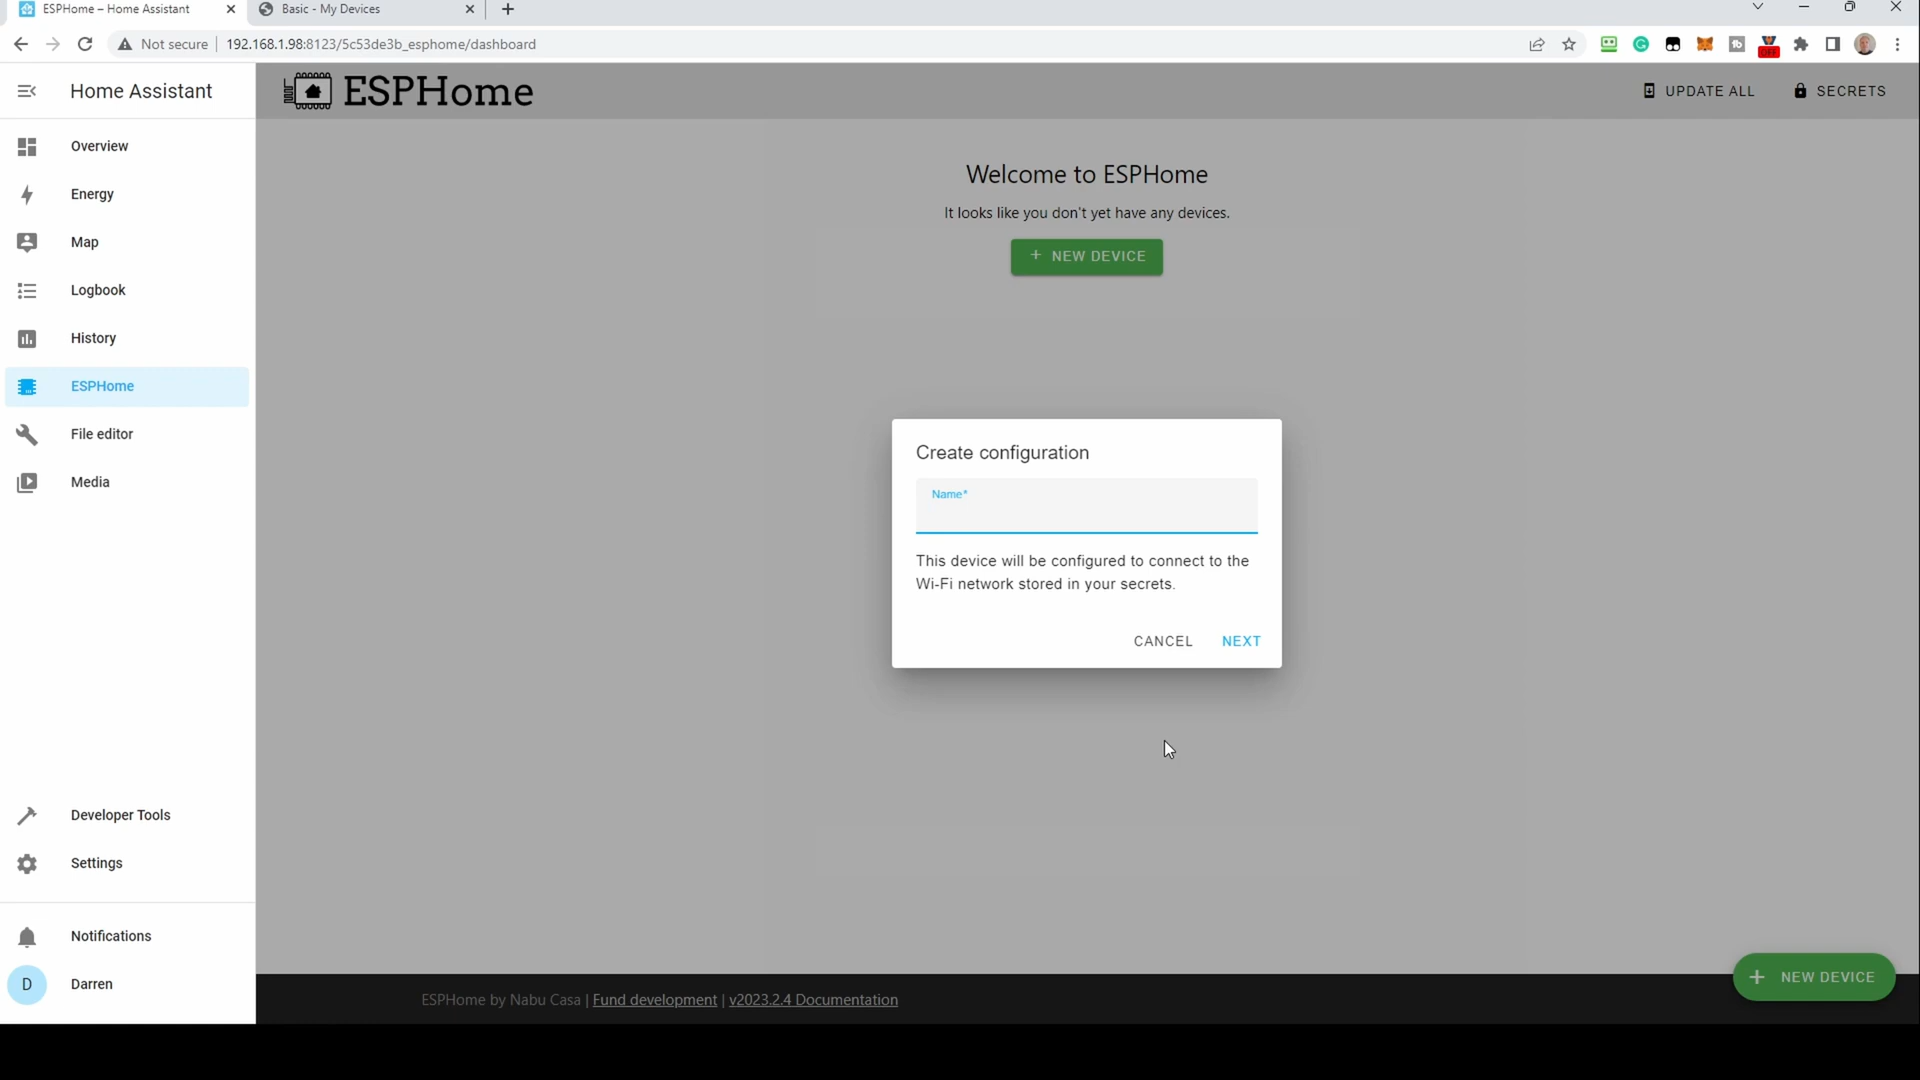 ESPHome – Home Assistant
Basic - My Devices
Not secure
192.168.1.98:8123/5c53de3b_esphome/dashboard
OFF
Home Assistant
ESPHome
UPDATE ALL
SECRETS
Overview
Energy
Map
Logbook
History
ESPHome
File editor
Media
Welcome to ESPHome
It looks like you don't yet have any devices.
+ NEW DEVICE
Create configuration
Name*
This device will be configured to connect to the
Wi-Fi network stored in your secrets.
CANCEL NEXT
Developer Tools
Settings
Notifications
D Darren
+ NEW DEVICE
ESPHome by Nabu Casa | Fund development | v2023.2.4 Documentation